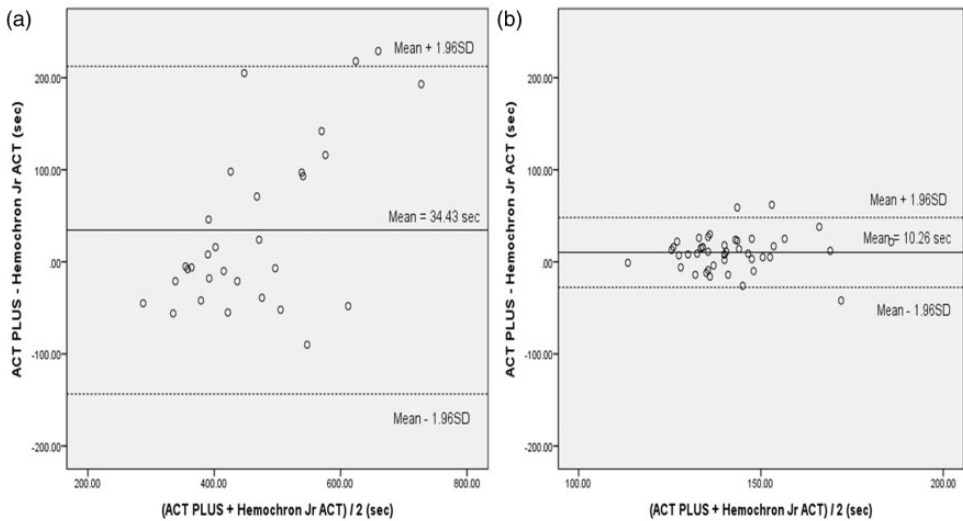 (a)
ACT PLUS - Hemochron Jr ACT (sec)
200.00
100.00
.00
-100.00
-200.00
Mean + 1.96SD
Mean = 34.43 sec
Mean - 1.96SD
200.00 400.00 600.00 800.00
(ACT PLUS + Hemochron Jr ACT) / 2 (sec)
(b)
ACT PLUS - Hemochron Jr ACT (sec)
200.00
100.00
.00
-100.00
-200.00
Mean + 1.96SD
Mean = 10.26 sec
Mean - 1.96SD
100.00 150.00 200.00
(ACT PLUS + Hemochron Jr ACT) / 2 (sec)